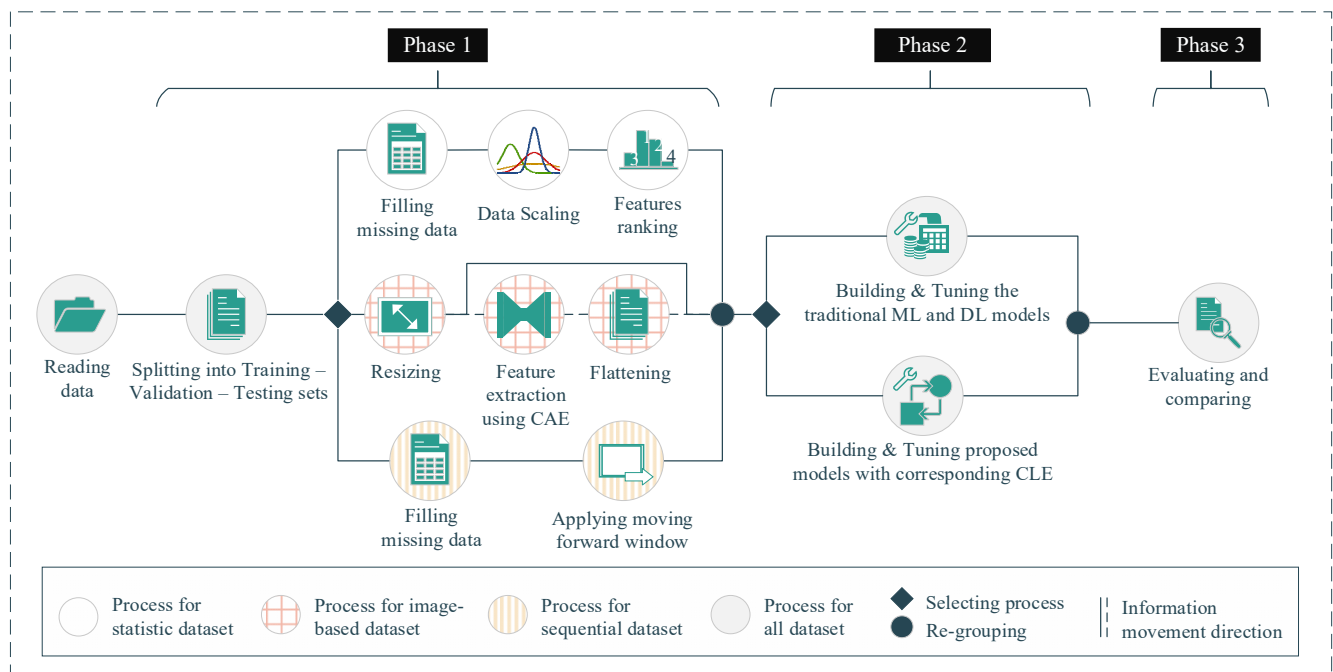 Phase 1
Phase 2
Phase 3
3
1
2
4
Filling
missing data
Data Scaling
Features
ranking
Reading
data
Splitting into Training –
Validation – Testing sets
Resizing
Feature
extraction
using CAE
Flattening
Filling
missing data
Applying moving
forward window
Building & Tuning the
traditional ML and DL models
Building & Tuning proposed
models with corresponding CLE
Evaluating and
comparing
Process for
statistic dataset
Process for image-
based dataset
Process for
sequential dataset
Process for
all dataset
Selecting process
Re-grouping
Information
movement direction